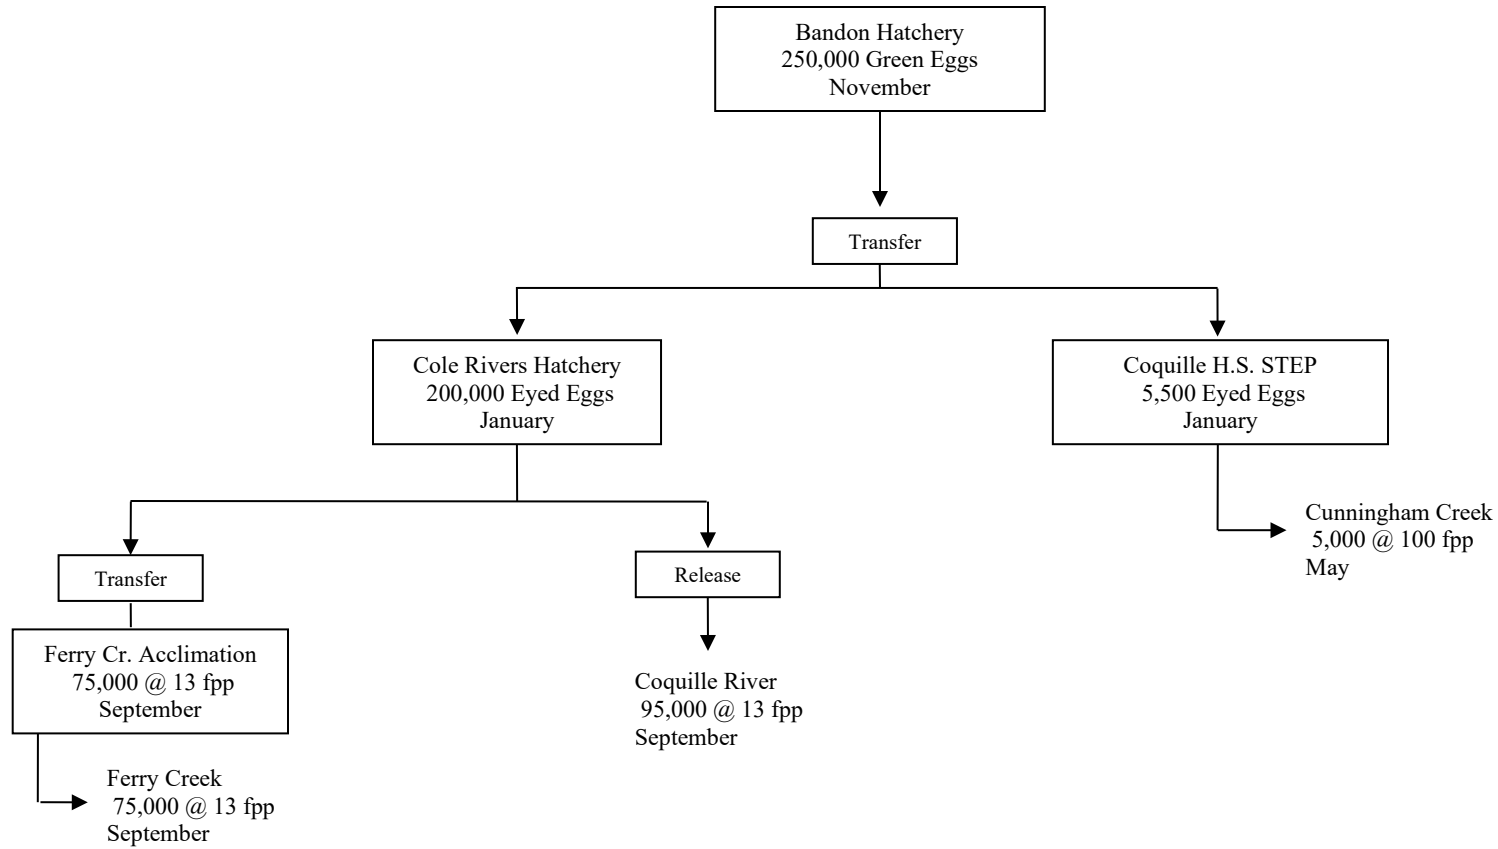 Bandon Hatchery
250,000 Green Eggs
November
Transfer
Cole Rivers Hatchery
200,000 Eyed Eggs
January
Coquille H.S. STEP
5,500 Eyed Eggs
January
Cunningham Creek
5,000 @ 100 fpp
May
Transfer
Release
Ferry Cr. Acclimation
75,000 @ 13 fpp
September
Coquille River
95,000 @ 13 fpp
September
Ferry Creek
75,000 @ 13 fpp
September